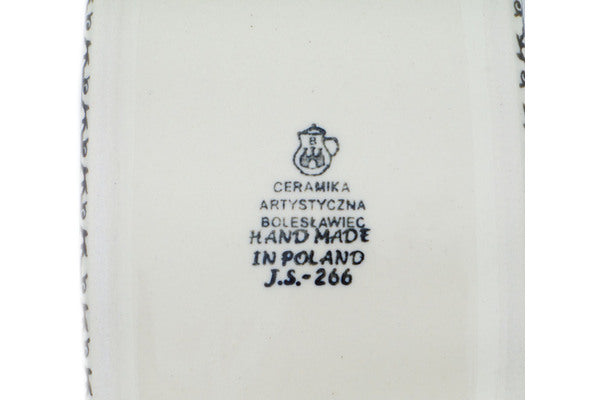 B
CERAMIKA
ARTYSTYCZNA
BOLESŁAWIEC
HAND MADE
IN POLAND
J.S.-266